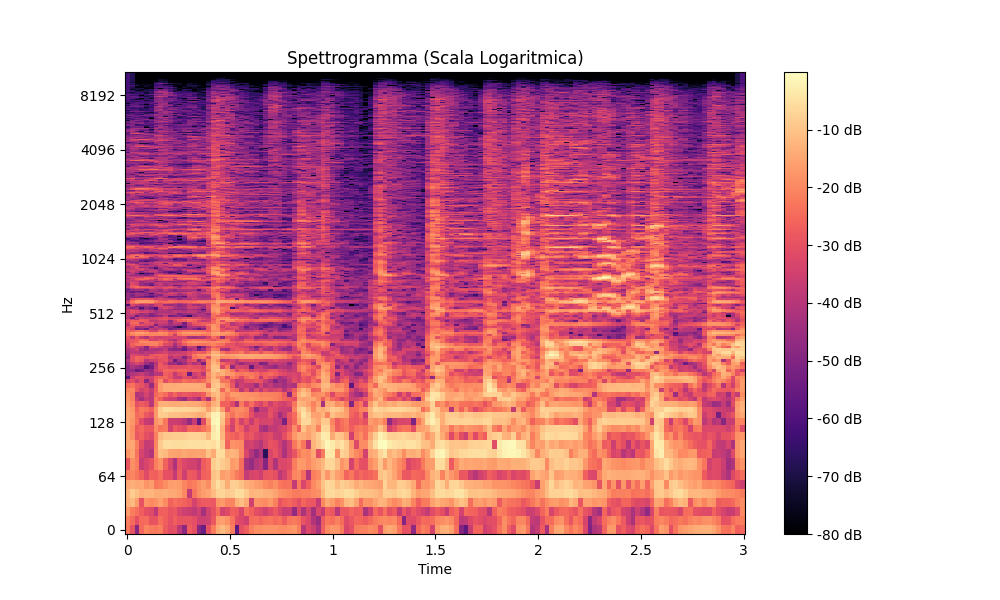 Spettrogramma (Scala Logaritmica)
Hz
8192
4096
2048
1024
512
256
128
64
0
0
0.5
1
1.5
2
2.5
3
Time
-10 dB
-20 dB
-30 dB
-40 dB
-50 dB
-60 dB
-70 dB
-80 dB